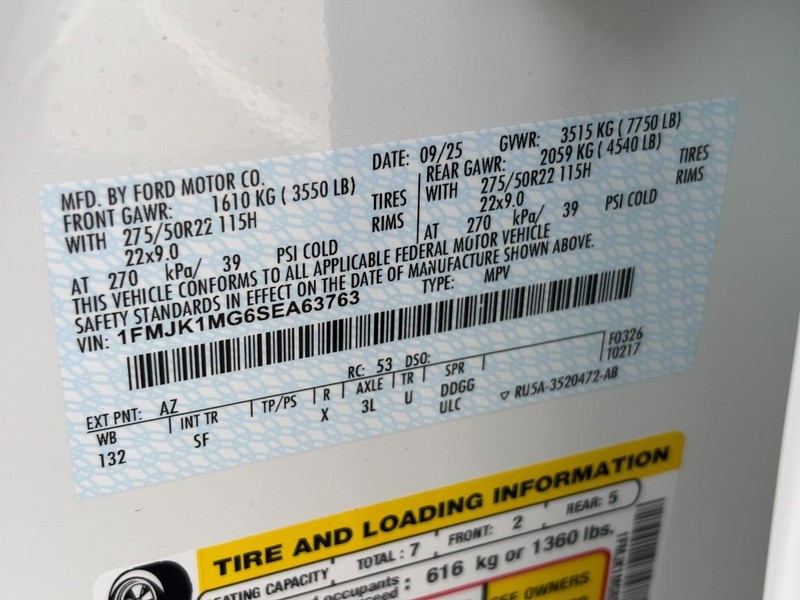 MFD. BY FORD MOTOR CO. DATE: 09/25 GVWR: 3515 KG ( 7750 LB)
FRONT GAWR: 1610 KG ( 3550 LB) REAR GAWR: 2059 KG ( 4540 LB)
WITH 275/50R22 115H TIRES WITH 275/50R22 115H TIRES
22x9.0 RIMS 22x9.0 RIMS
AT 270 kPa/ 39 PSI COLD AT 270 kPa/ 39 PSI COLD
THIS VEHICLE CONFORMS TO ALL APPLICABLE FEDERAL MOTOR VEHICLE
SAFETY STANDARDS IN EFFECT ON THE DATE OF MANUFACTURE SHOWN ABOVE.
VIN: 1FMJK1MG6SEA63763 TYPE: MPV
F0326
T0217
EXT PNT: AZ RC: 53 DSO:
WB INT TR TP/PS R AXLE TR SPR
132 SF X 3L U DDGG
ULC RU5A-3520472-AB
TIRE AND LOADING INFORMATION
SEATING CAPACITY TOTAL : 7 FRONT: 2 REAR: 5
occupants : 616 kg or 1360 lbs.
SEE OWNERS